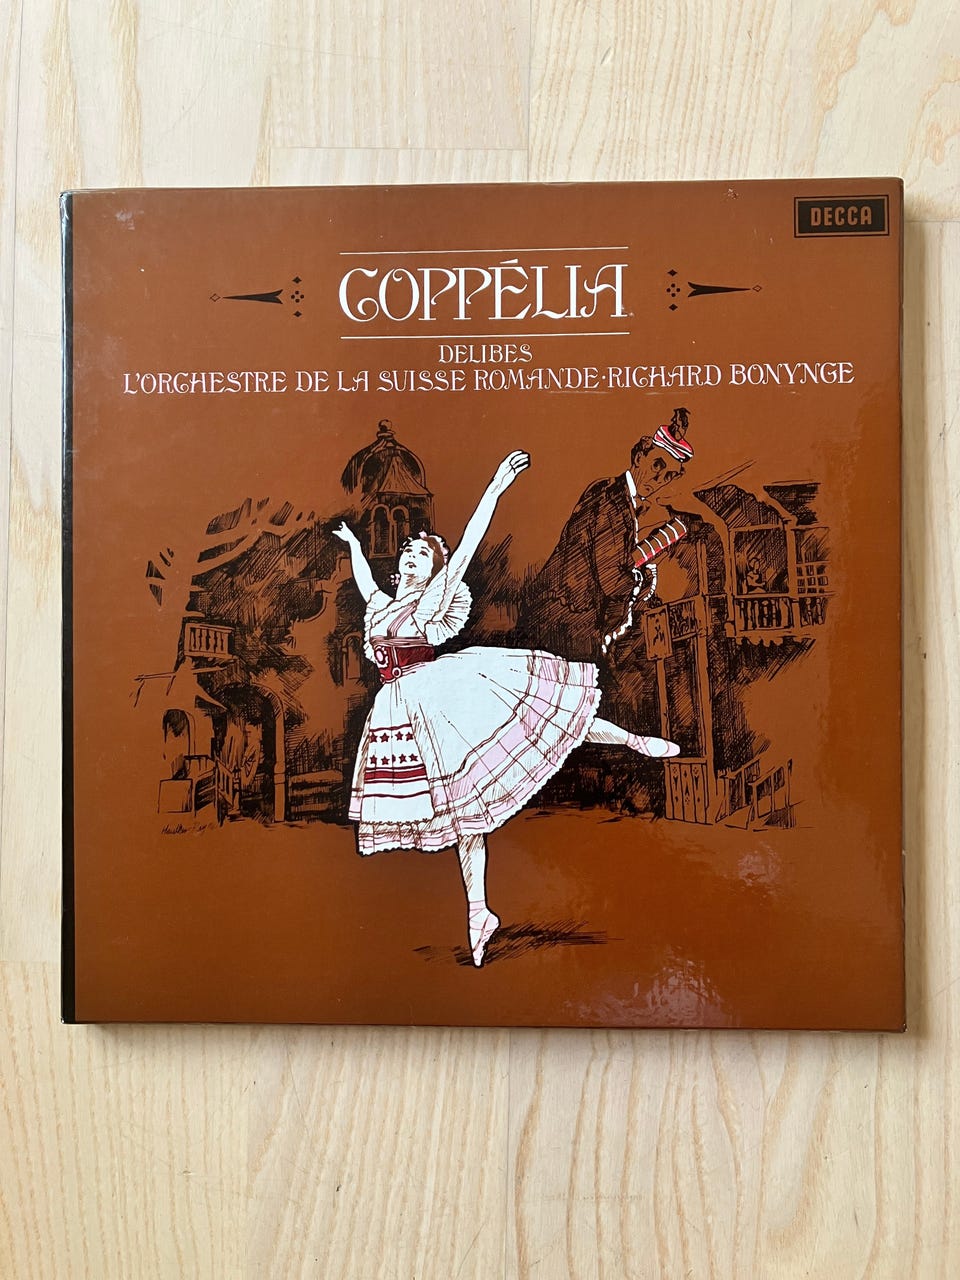 DECCA
COPPÉLIA
DELIBES
L'ORCHESTRE DE LA SUISSE ROMANDE·RICHARD BONYNGE